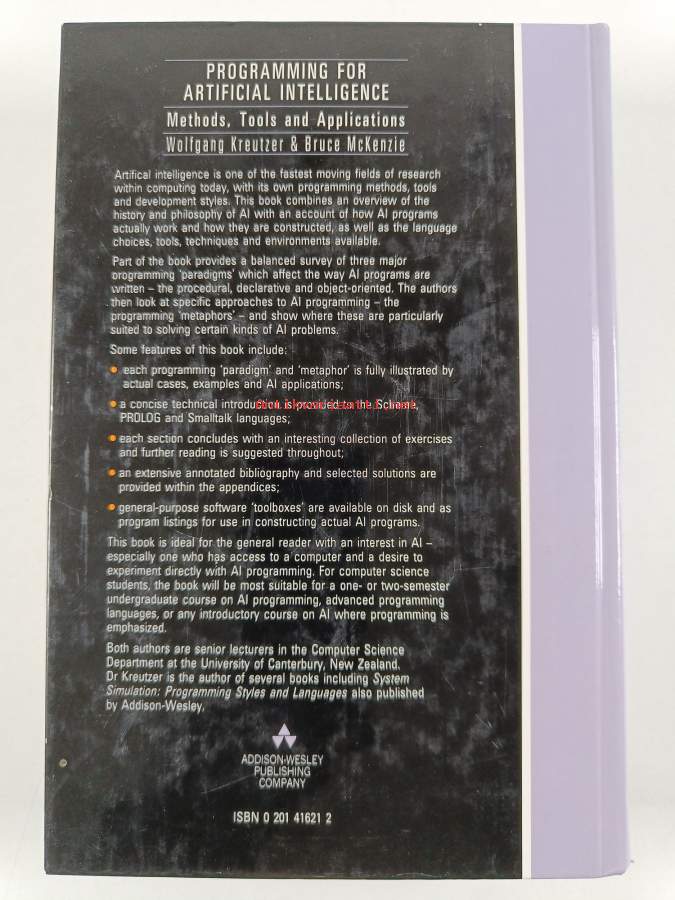 PROGRAMMING FOR
ARTIFICIAL INTELLIGENCE
Methods, Tools and Applications
Wolfgang Kreutzer & Bruce McKenzie
Artifical intelligence is one of the fastest moving fields of research
within computing today, with its own programming methods, tools
and development styles. This book combines an overview of the
history and philosophy of AI with an account of how AI programs
actually work and how they are constructed, as well as the language
choices, tools, techniques and environments available.
Part of the book provides a balanced survey of three major
programming 'paradigms' which affect the way AI programs are
written – the procedural, declarative and object-oriented. The authors
then look at specific approaches to AI programming – the
programming 'metaphors' – and show where these are particularly
suited to solving certain kinds of AI problems.
Some features of this book include:
• each programming 'paradigm' and 'metaphor' is fully illustrated by
actual cases, examples and AI applications;
• a concise technical introduction is provided to the Scheme,
PROLOG and Smalltalk languages;
• each section concludes with an interesting collection of exercises
and further reading is suggested throughout;
• an extensive annotated bibliography and selected solutions are
provided within the appendices;
• general-purpose software 'toolboxes' are available on disk and as
program listings for use in constructing actual AI programs.
This book is ideal for the general reader with an interest in AI –
especially one who has access to a computer and a desire to
experiment directly with AI programming. For computer science
students, the book will be most suitable for a one- or two-semester
undergraduate course on AI programming, advanced programming
languages, or any introductory course on AI where programming is
emphasized.
Both authors are senior lecturers in the Computer Science
Department at the University of Canterbury, New Zealand.
Dr Kreutzer is the author of several books including System
Simulation: Programming Styles and Languages also published
by Addison-Wesley.
ADDISON-WESLEY
PUBLISHING
COMPANY
ISBN 0 201 41621 2